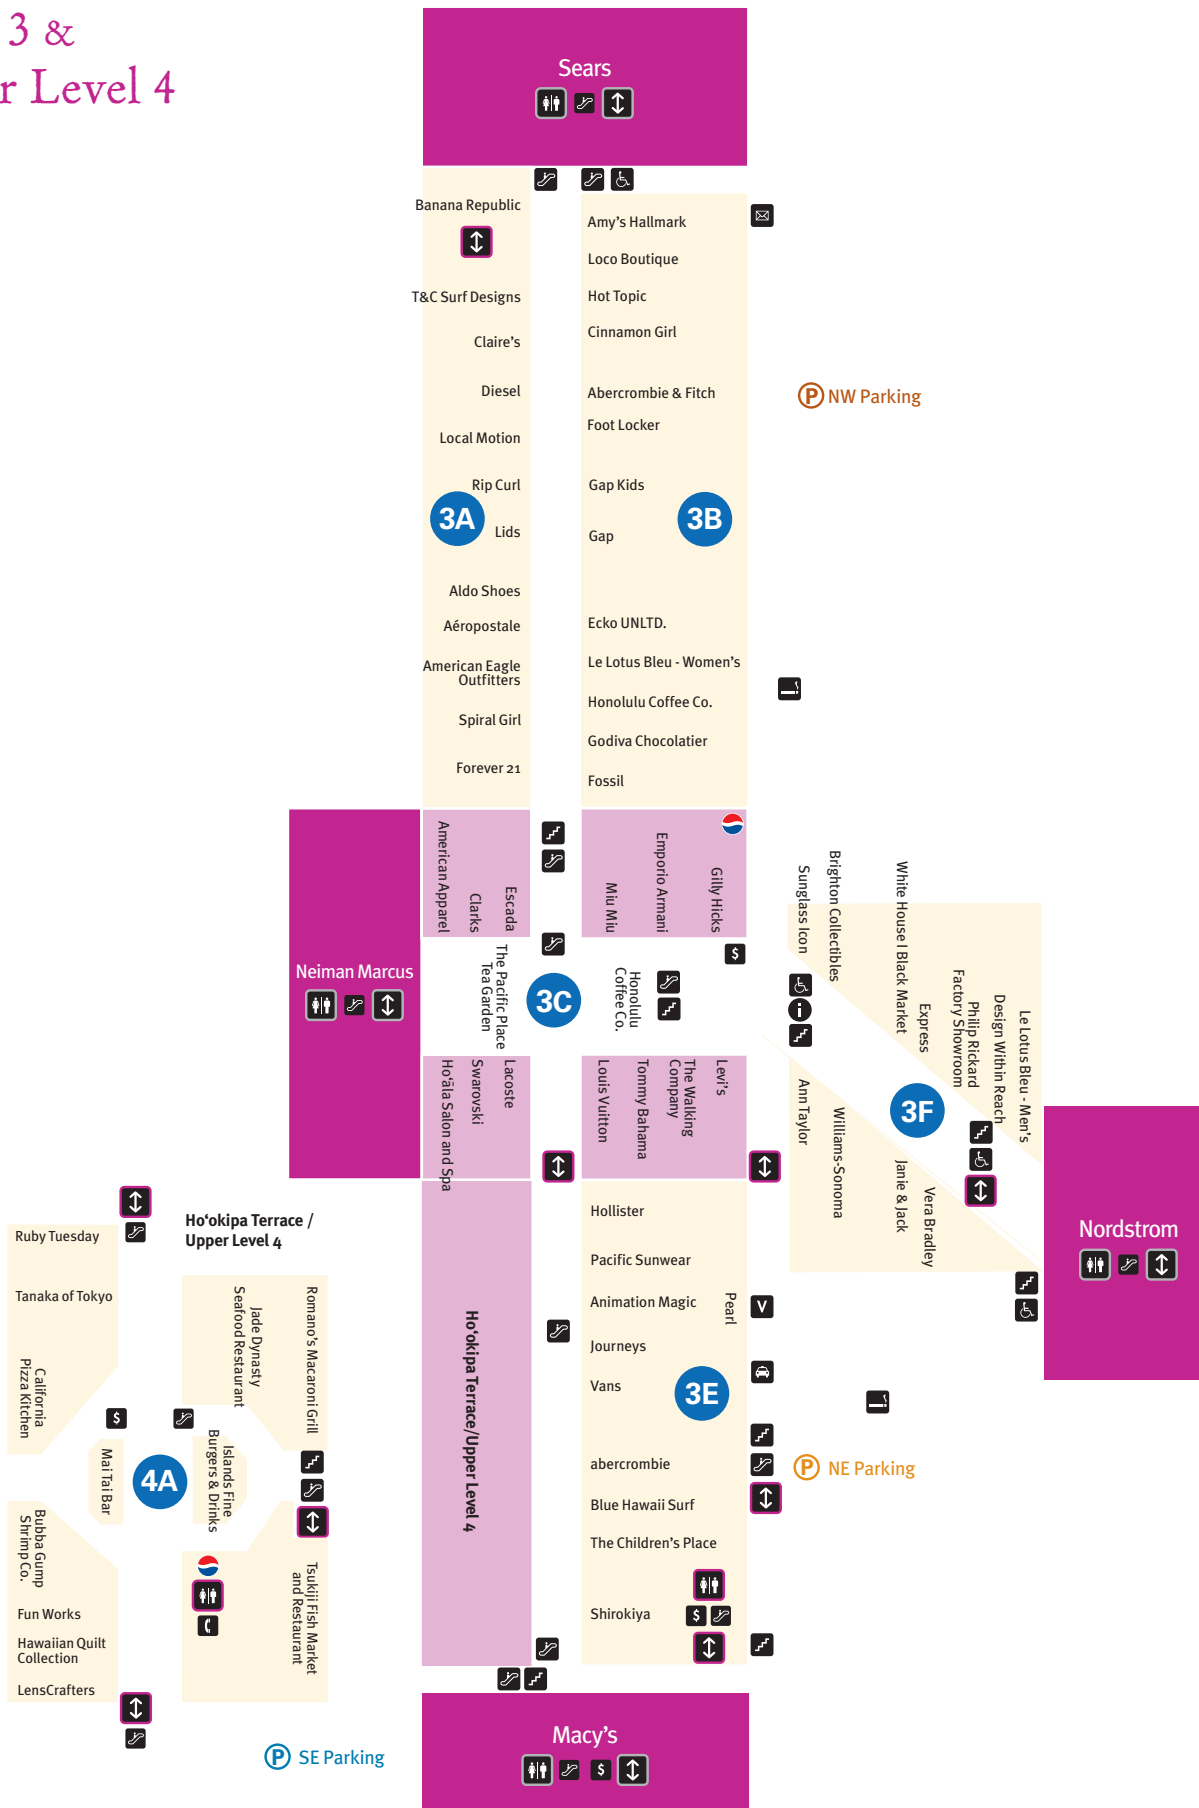 3 &
r Level 4
Sears
Banana Republic
T&C Surf Designs
Claire's
Diesel
Local Motion
Rip Curl
3A
Lids
Aldo Shoes
Aéropostale
American Eagle
Outfitters
Spiral Girl
Forever 21
Amy's Hallmark
Loco Boutique
Hot Topic
Cinnamon Girl
Abercrombie & Fitch
Foot Locker
Gap Kids
3B
Gap
Ecko UNLTD.
Le Lotus Bleu - Women's
Honolulu Coffee Co.
Godiva Chocolatier
Fossil
P NW Parking
American Apparel
Clarks
Escada
Miu Miu
Emporio Armani
Gilly Hicks
$
Neiman Marcus
The Pacific Place
Tea Garden
3C
Honolulu
Coffee Co.
i
Ho‘āla Salon and Spa
Swarovski
Lacoste
Louis Vuitton
Tommy Bahama
The Walking
Company
Levi's
Sunglass Icon
Brighton Collectibles
White House I Black Market
Express
Factory Showroom
Philip Rickard
Design Within Reach
Le Lotus Bleu - Men's
3F
Ann Taylor
Williams-Sonoma
Janie & Jack
Vera Bradley
Nordstrom
Hollister
Pacific Sunwear
Animation Magic
Pearl
V
Journeys
Vans
3E
abercrombie
Blue Hawaii Surf
The Children's Place
Shirokiya
$
P NE Parking
Ho‘okipa Terrace/Upper Level 4
Ho‘okipa Terrace /
Upper Level 4
Ruby Tuesday
Tanaka of Tokyo
California
Pizza Kitchen
$
Mai Tai Bar
4A
Islands Fine
Burgers & Drinks
Jade Dynasty
Seafood Restaurant
Romano's Macaroni Grill
Bubba Gump
Shrimp Co.
Fun Works
Hawaiian Quilt
Collection
LensCrafters
Tsukiji Fish Market
and Restaurant
P SE Parking
Macy's
$